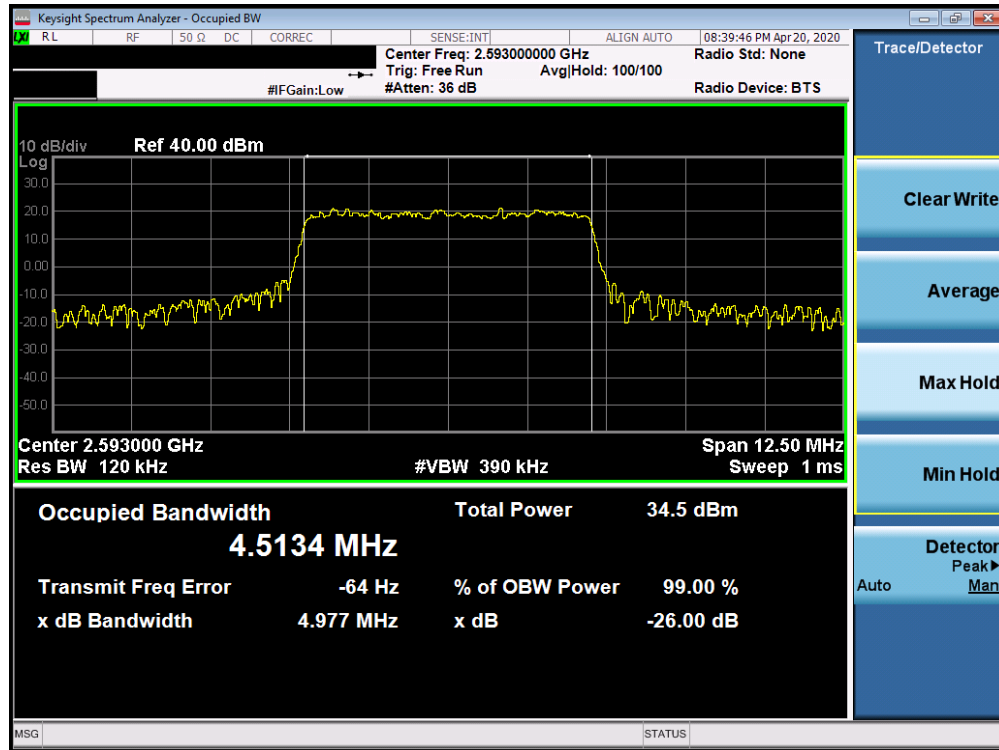 Keysight Spectrum Analyzer - Occupied BW
LXI RL RF 50 Ω DC CORREC SENSE:INT ALIGN AUTO 08:39:46 PM Apr 20, 2020
Center Freq: 2.593000000 GHz Radio Std: None
Trig: Free Run Avg|Hold: 100/100
#IFGain:Low #Atten: 36 dB Radio Device: BTS
Trace/Detector
10 dB/div Ref 40.00 dBm
Log
30.0
20.0
10.0
0.00
-10.0
-20.0
-30.0
-40.0
-50.0
Center 2.593000 GHz Span 12.50 MHz
Res BW 120 kHz #VBW 390 kHz Sweep 1 ms
Occupied Bandwidth Total Power 34.5 dBm
4.5134 MHz
Transmit Freq Error -64 Hz % of OBW Power 99.00 %
x dB Bandwidth 4.977 MHz x dB -26.00 dB
Clear Write
Average
Max Hold
Min Hold
Detector
Peak▶
Auto Man
MSG STATUS